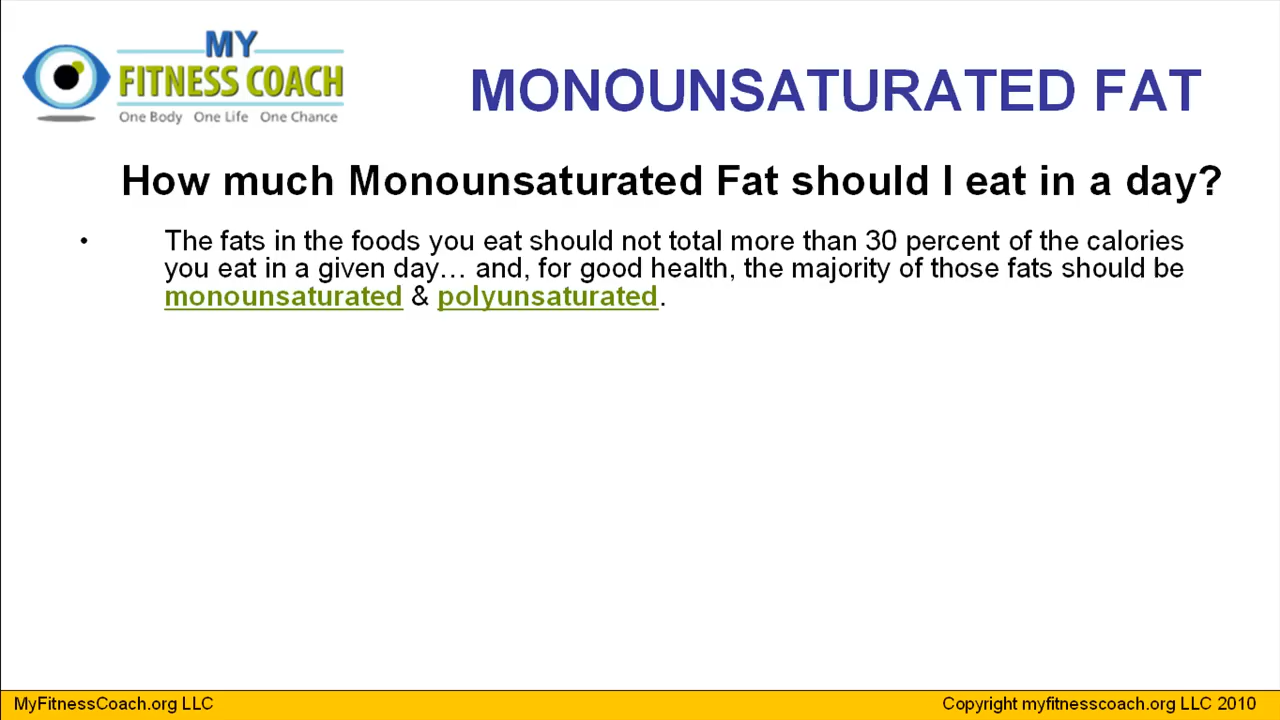 MY
FITNESS COACH
One Body One Life One Chance
MONOUNSATURATED FAT
How much Monounsaturated Fat should I eat in a day?
• The fats in the foods you eat should not total more than 30 percent of the calories
you eat in a given day… and, for good health, the majority of those fats should be
monounsaturated & polyunsaturated.
MyFitnessCoach.org LLC
Copyright myfitnesscoach.org LLC 2010